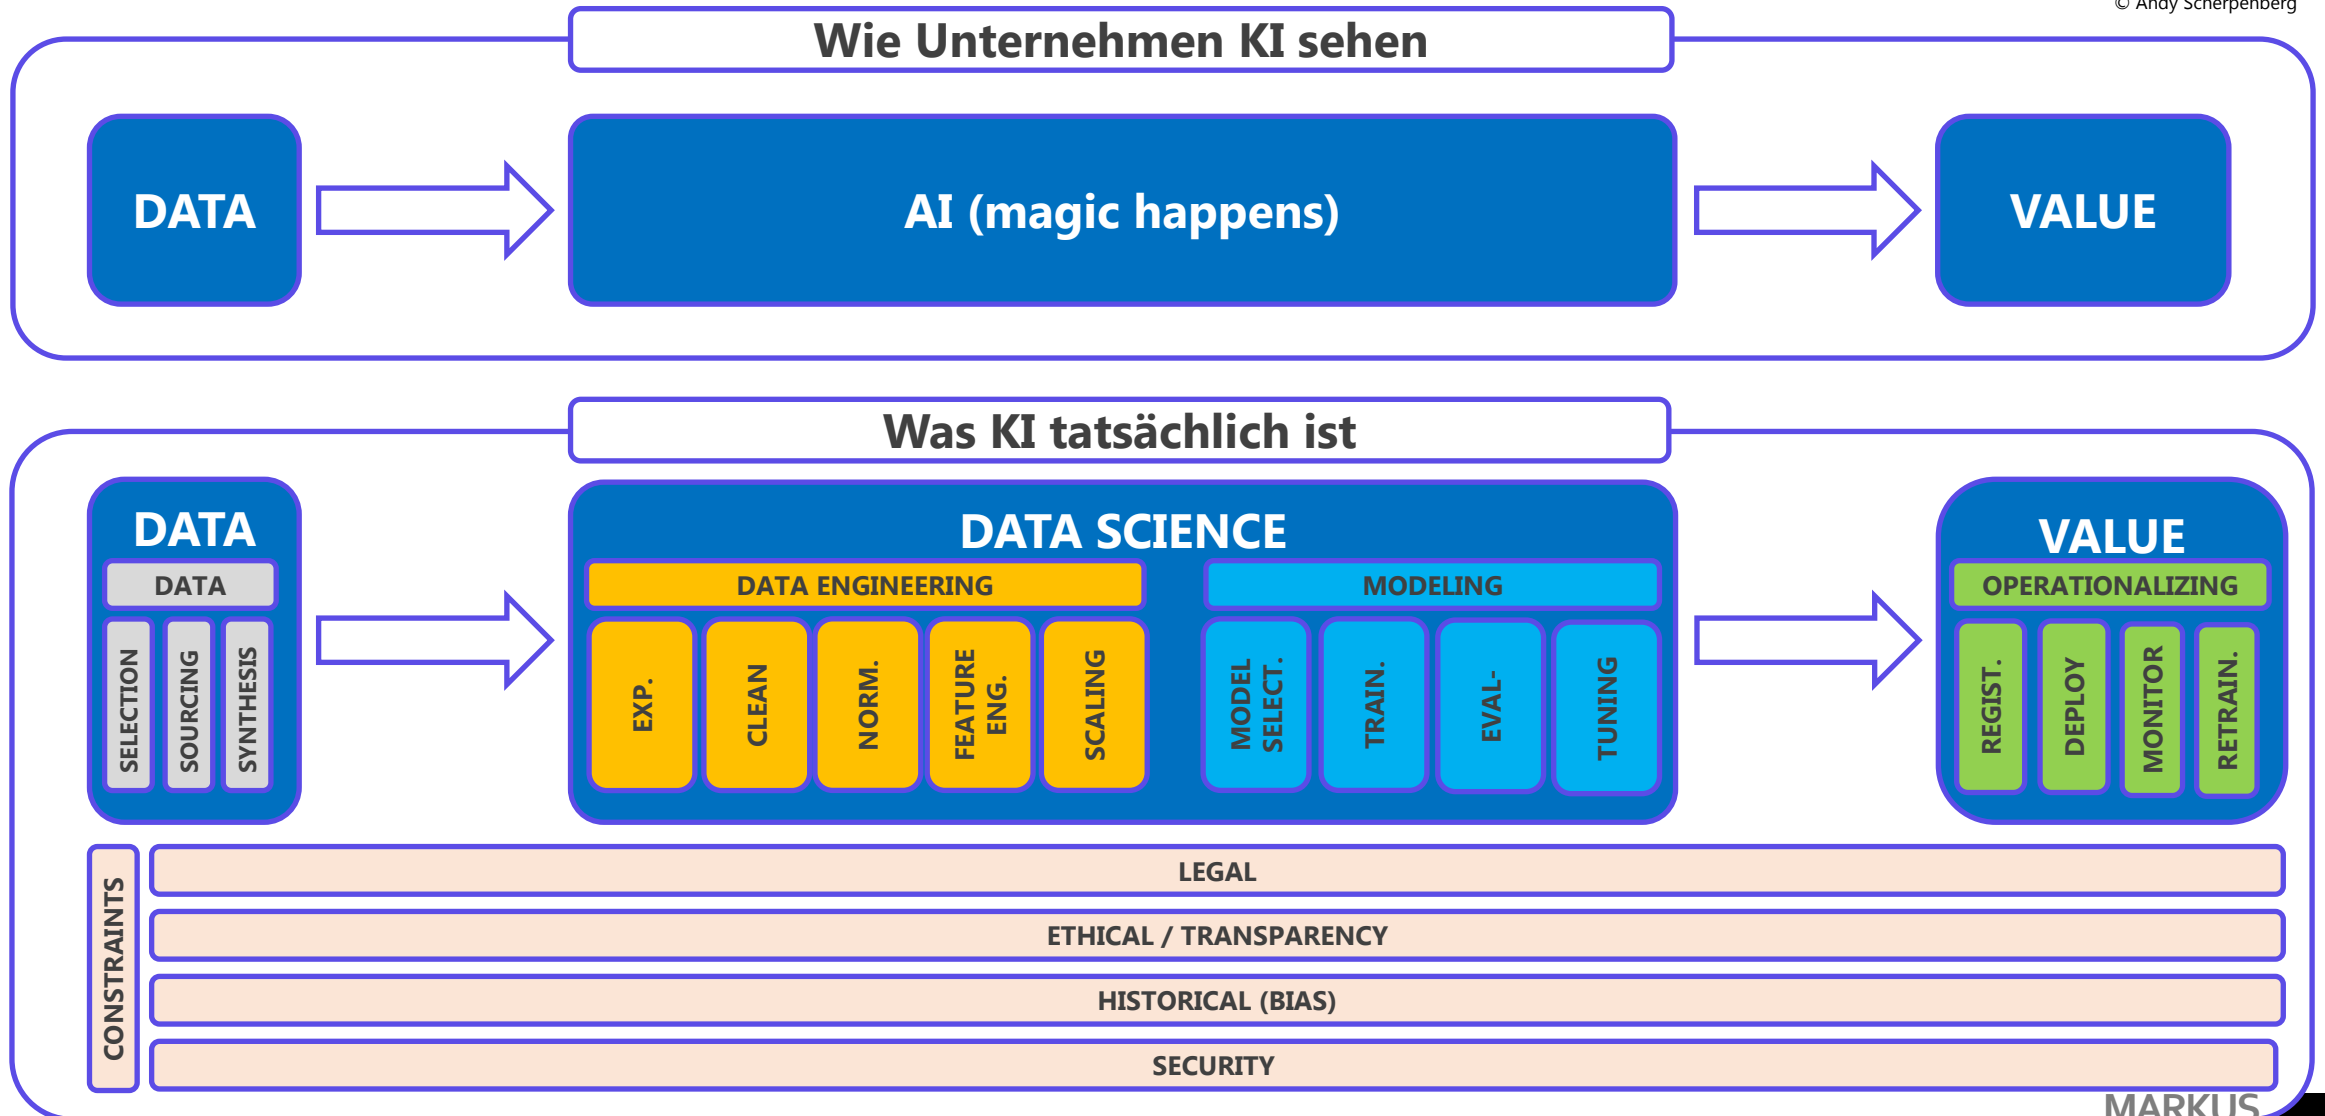 © Andy Scherpenberg
Wie Unternehmen KI sehen
DATA
AI (magic happens)
VALUE
Was KI tatsächlich ist
DATA
DATA
SELECTION
SOURCING
SYNTHESIS
DATA SCIENCE
DATA ENGINEERING
EXP.
CLEAN
NORM.
FEATURE
ENG.
SCALING
MODELING
MODEL
SELECT.
TRAIN.
EVAL-
TUNING
VALUE
OPERATIONALIZING
REGIST.
DEPLOY
MONITOR
RETRAIN.
CONSTRAINTS
LEGAL
ETHICAL / TRANSPARENCY
HISTORICAL (BIAS)
SECURITY
MARKUS